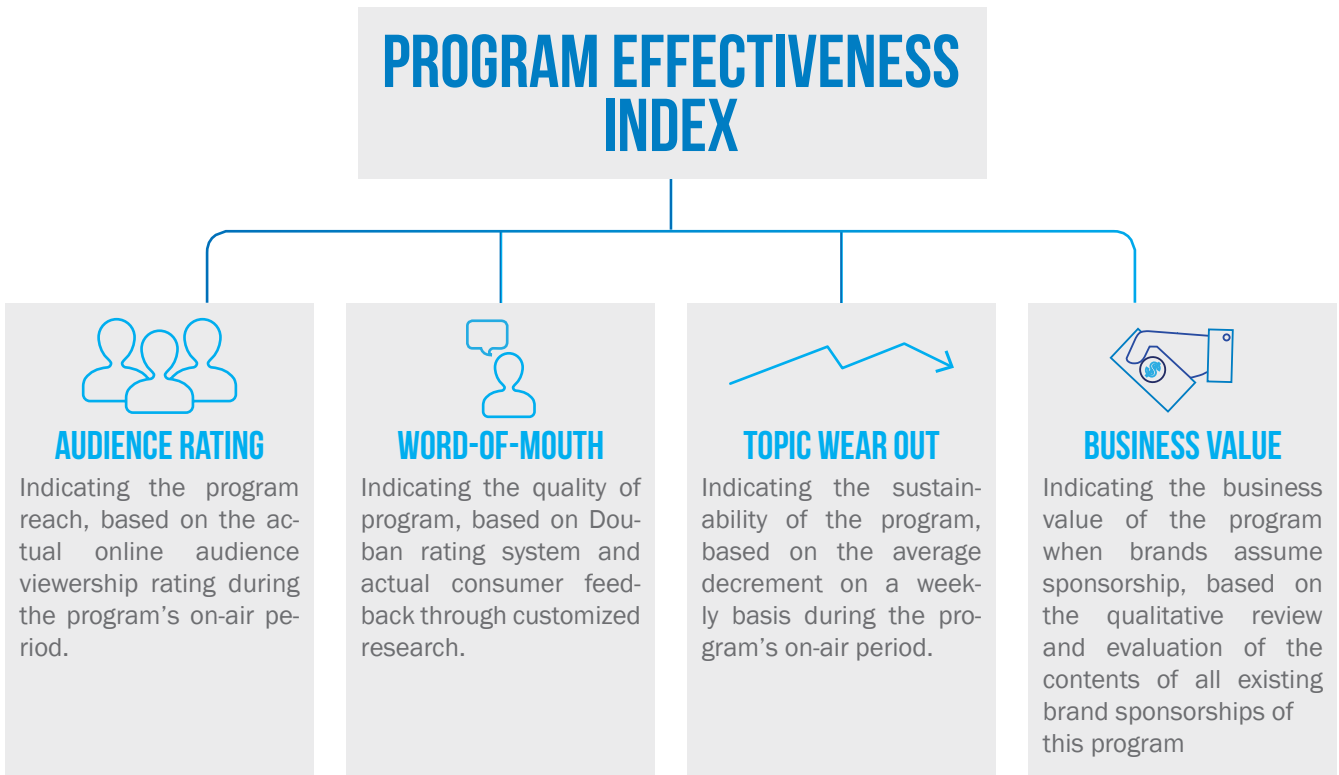 PROGRAM EFFECTIVENESS
INDEX
AUDIENCE RATING
Indicating the program
reach, based on the ac-
tual online audience
viewership rating during
the program's on-air pe-
riod.
WORD-OF-MOUTH
Indicating the quality of
program, based on Dou-
ban rating system and
actual consumer feed-
back through customized
research.
TOPIC WEAR OUT
Indicating the sustain-
ability of the program,
based on the average
decrement on a week-
ly basis during the pro-
gram's on-air period.
BUSINESS VALUE
Indicating the business
value of the program
when brands assume
sponsorship, based on
the qualitative review
and evaluation of the
contents of all existing
brand sponsorships of
this program